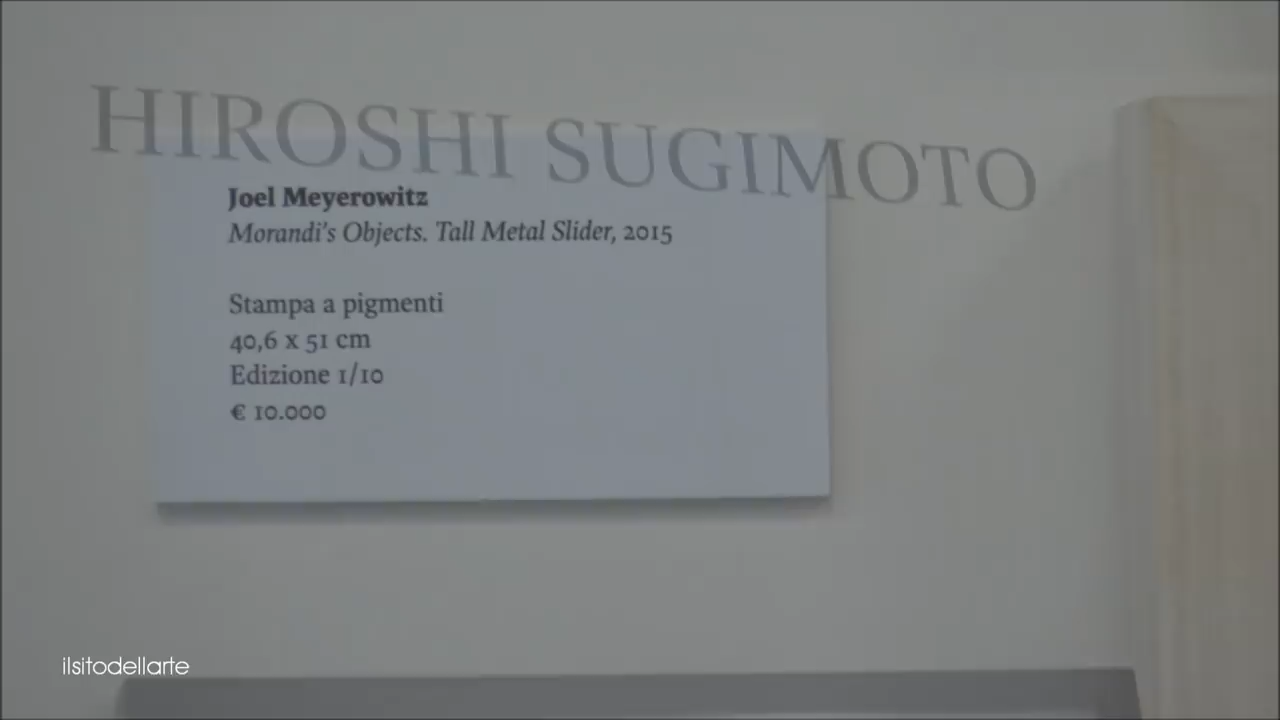 HIROSHI SUGIMOTO
Joel Meyerowitz
Morandi's Objects. Tall Metal Slider, 2015
Stampa a pigmenti
40,6 x 51 cm
Edizione 1/10
€ 10.000
ilsitodellarte